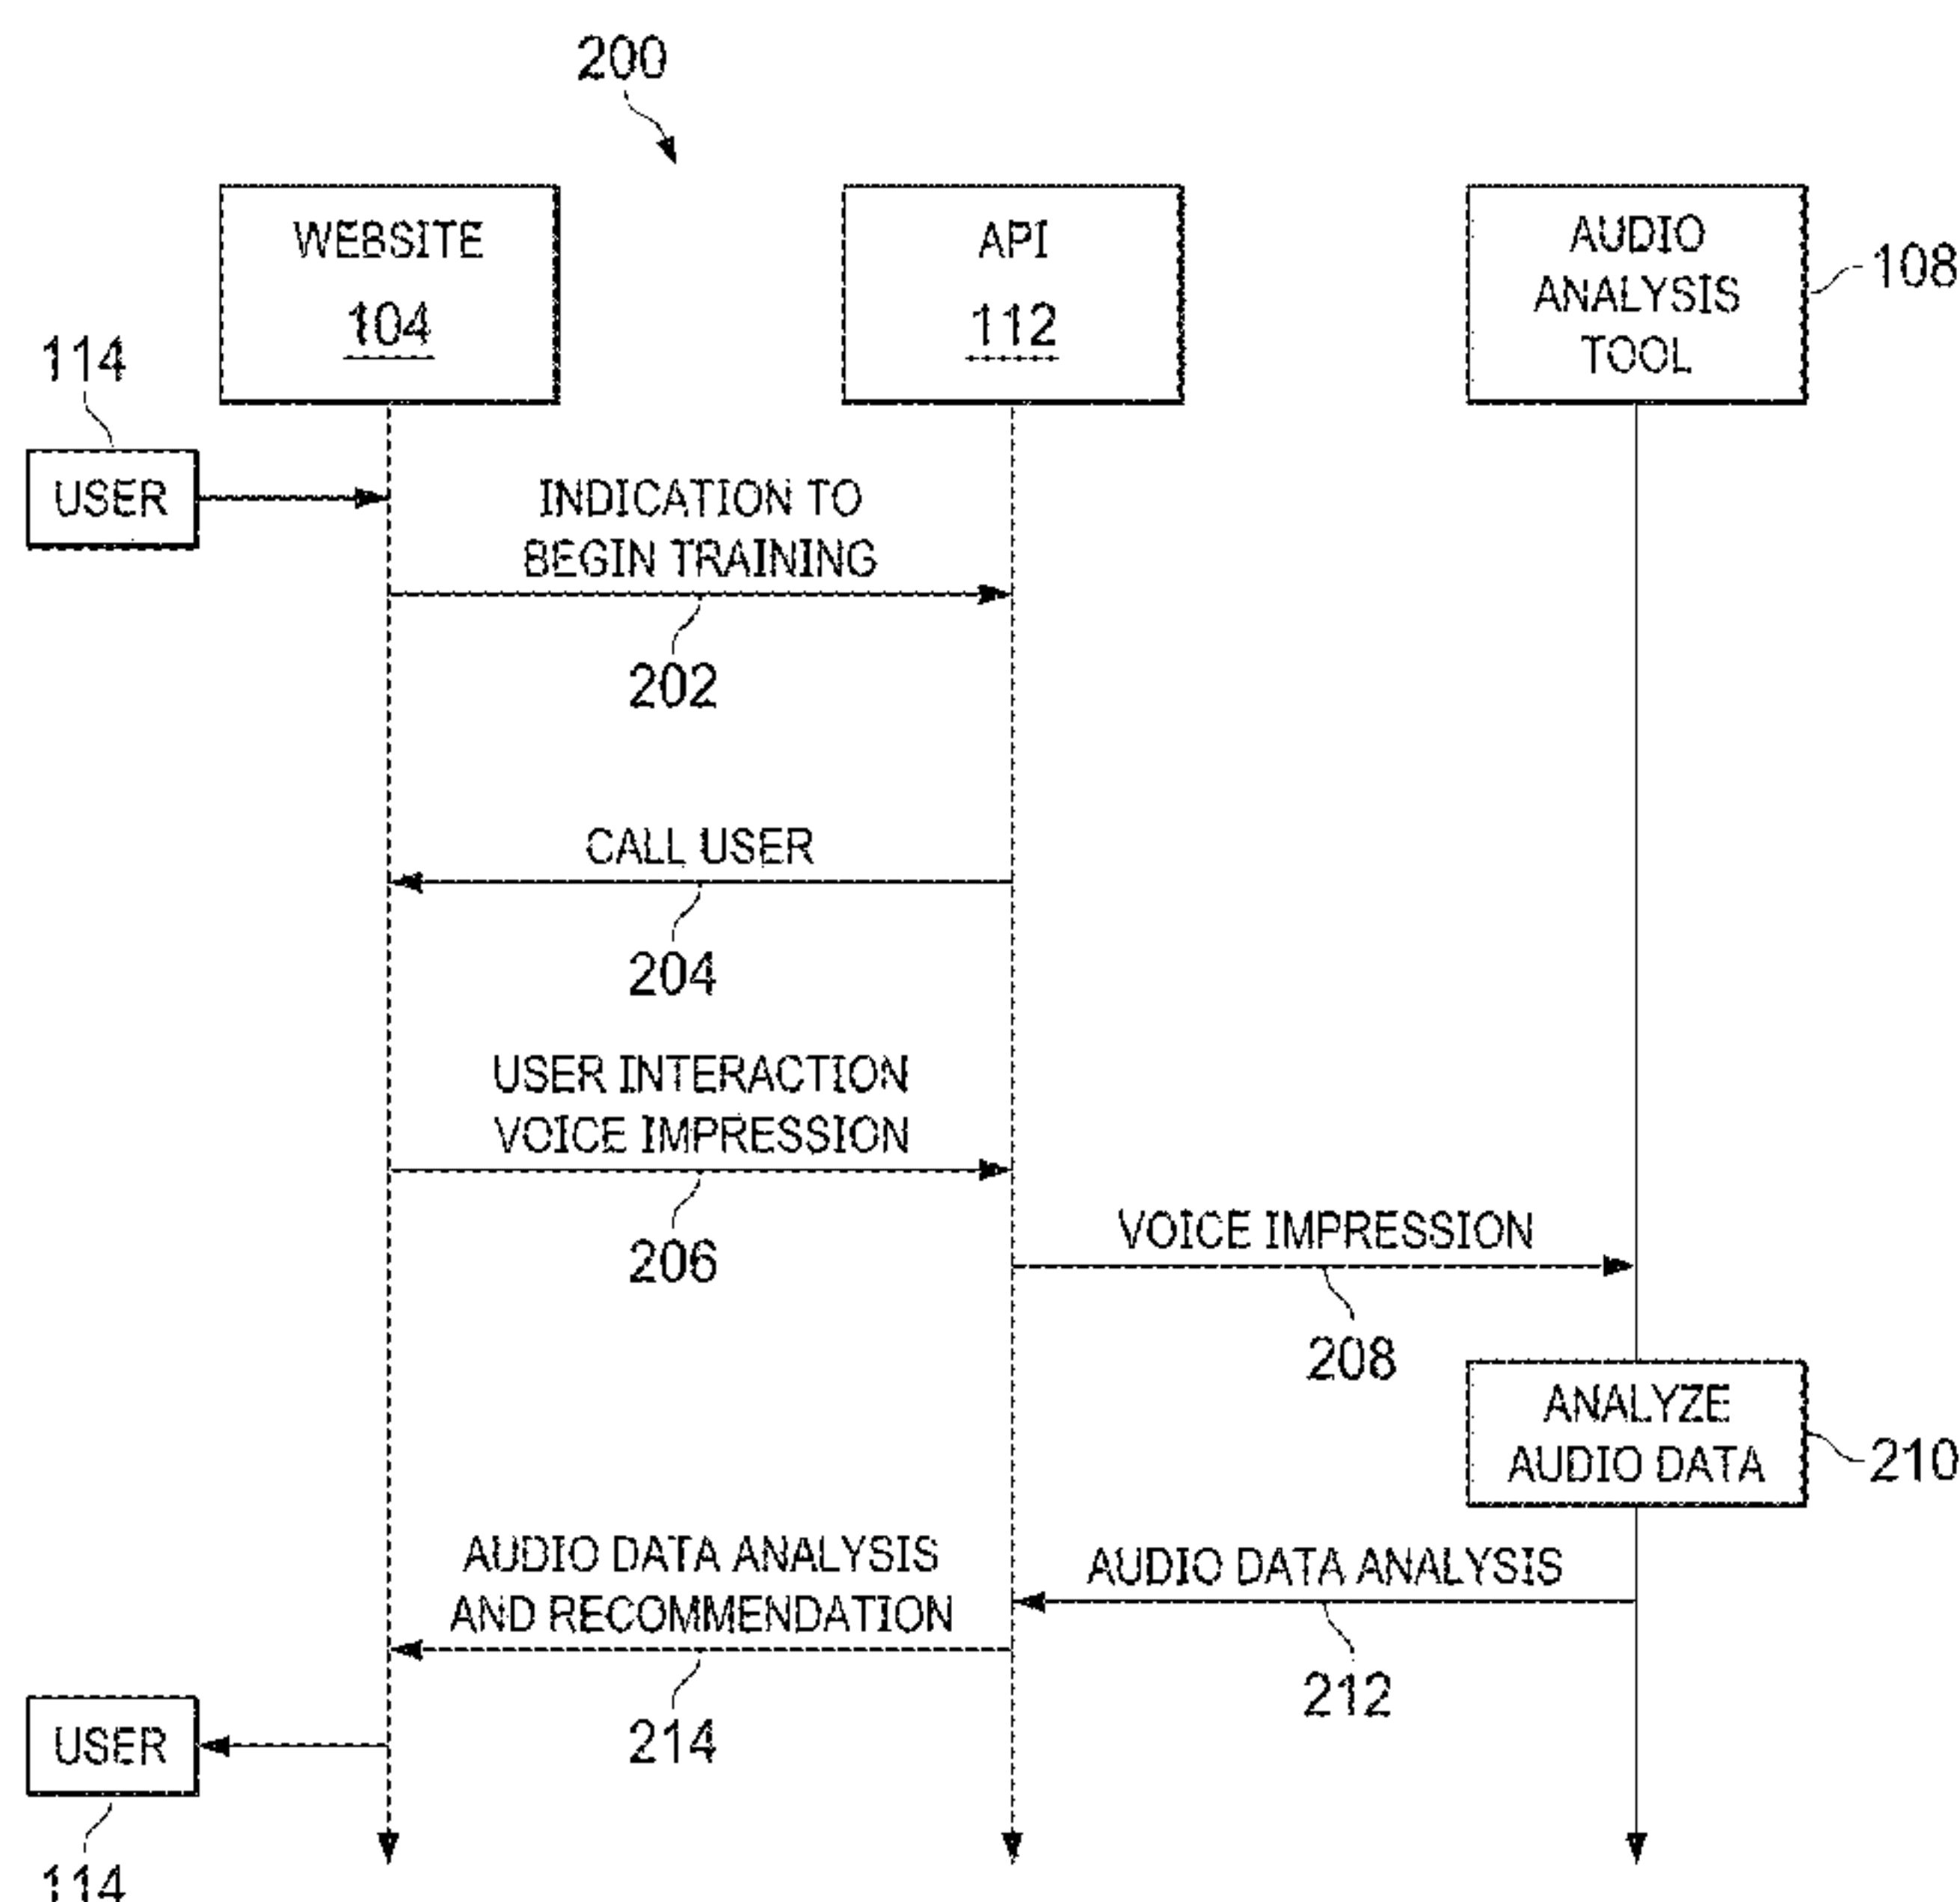 200
WEBSITE
104
API
112
AUDIO
ANALYSIS
TOOL
108
114
USER
INDICATION TO
BEGIN TRAINING
202
CALL USER
204
USER INTERACTION
VOICE IMPRESSION
206
VOICE IMPRESSION
208
ANALYZE
AUDIO DATA
210
AUDIO DATA ANALYSIS
AND RECOMMENDATION
214
AUDIO DATA ANALYSIS
212
USER
114